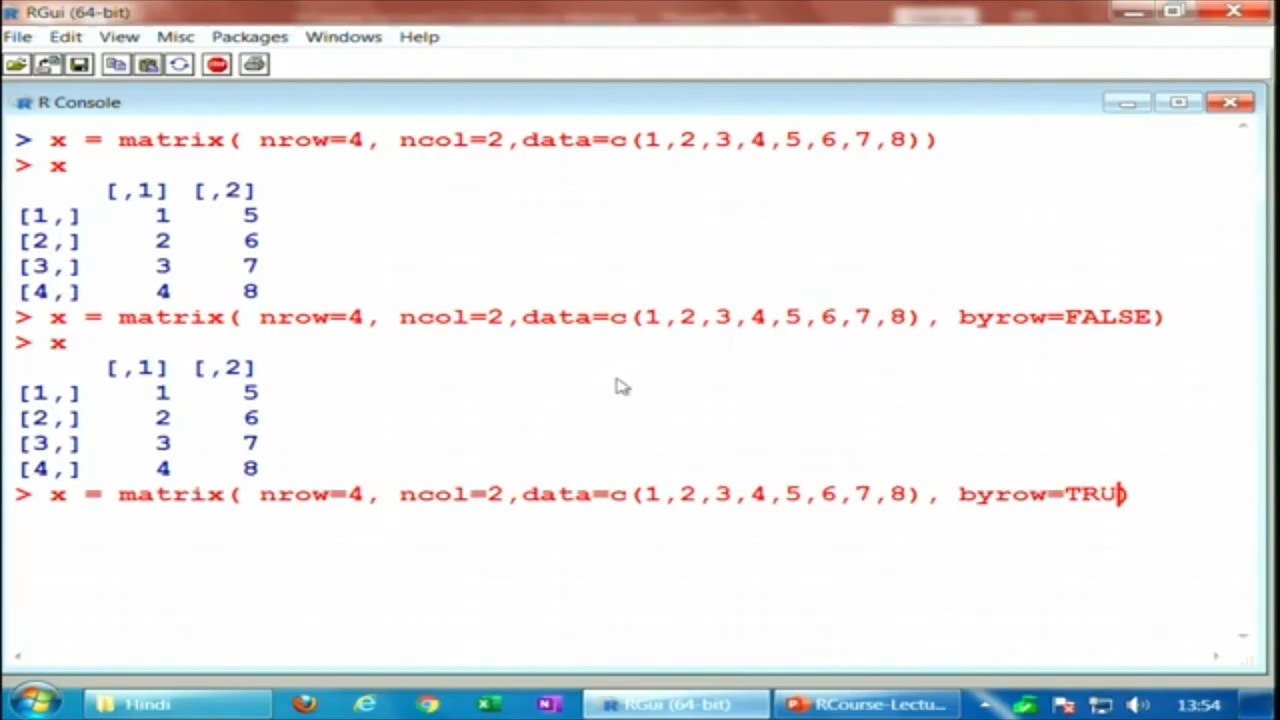 RGui (64-bit)
File Edit View Misc Packages Windows Help
R Console
> x = matrix( nrow=4, ncol=2,data=c(1,2,3,4,5,6,7,8))
> x
[,1] [,2]
[1,] 1 5
[2,] 2 6
[3,] 3 7
[4,] 4 8
> x = matrix( nrow=4, ncol=2,data=c(1,2,3,4,5,6,7,8), byrow=FALSE)
> x
[,1] [,2]
[1,] 1 5
[2,] 2 6
[3,] 3 7
[4,] 4 8
> x = matrix( nrow=4, ncol=2,data=c(1,2,3,4,5,6,7,8), byrow=TRU)
Hindi RGui (64-bit) RCourse-Lectu... 13:54